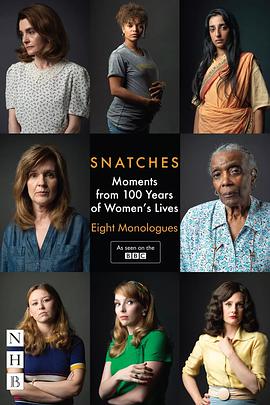 SNATCHES
Moments
from 100 Years
of Women's Lives
Eight Monologues
As seen on the
BBC
NHB